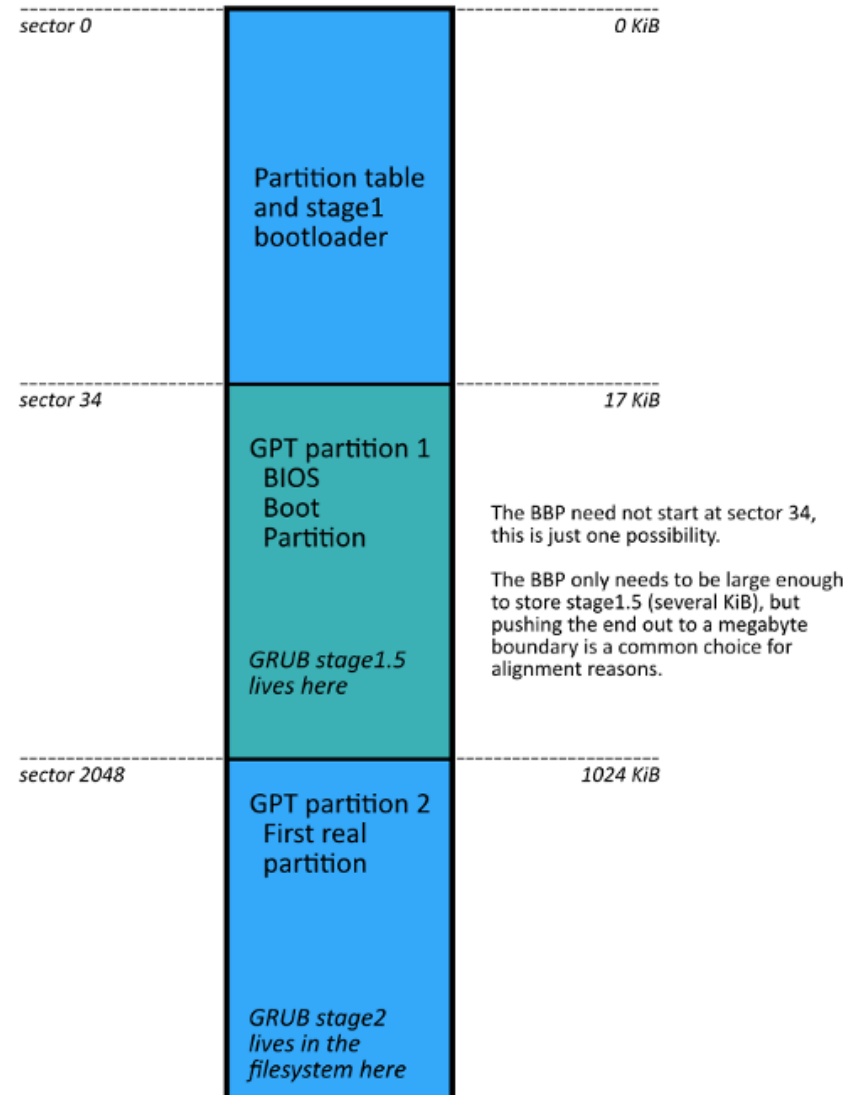 sector 0
0 KiB
Partition table
and stage1
bootloader
sector 34
17 KiB
GPT partition 1
BIOS
Boot
Partition
GRUB stage1.5
lives here
The BBP need not start at sector 34,
this is just one possibility.
The BBP only needs to be large enough
to store stage1.5 (several KiB), but
pushing the end out to a megabyte
boundary is a common choice for
alignment reasons.
sector 2048
1024 KiB
GPT partition 2
First real
partition
GRUB stage2
lives in the
filesystem here